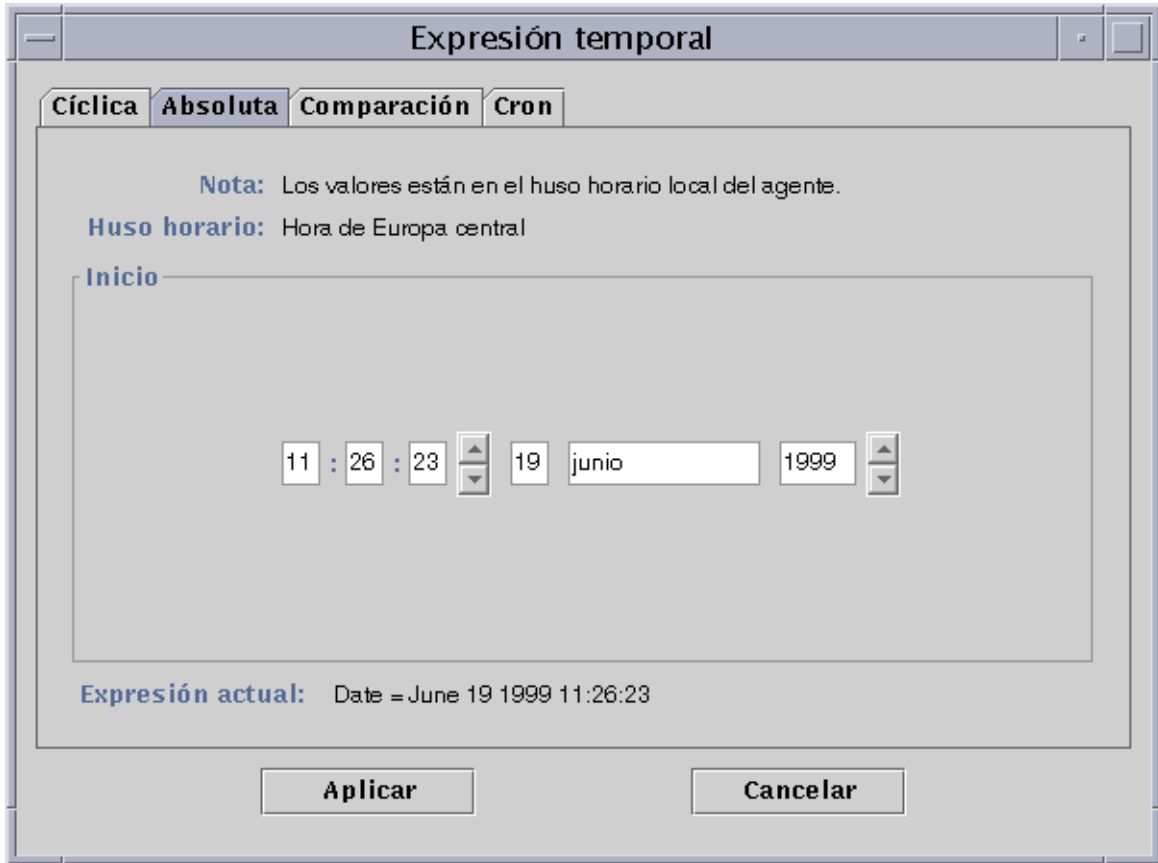 Expresión temporal
Cíclica Absoluta Comparación Cron
Nota: Los valores están en el huso horario local del agente.
Huso horario: Hora de Europa central
Inicio
11 : 26 : 23 19 junio 1999
Expresión actual: Date = June 19 1999 11:26:23
Aplicar Cancelar